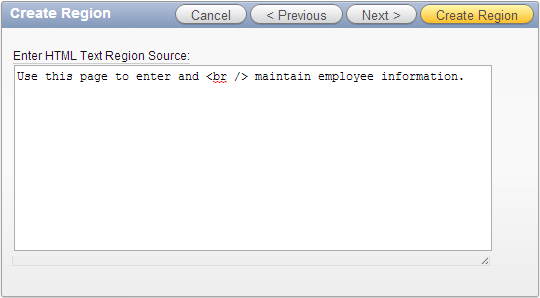 Create Region
Cancel
< Previous
Next >
Create Region
Enter HTML Text Region Source:
Use this page to enter and <br /> maintain employee information.